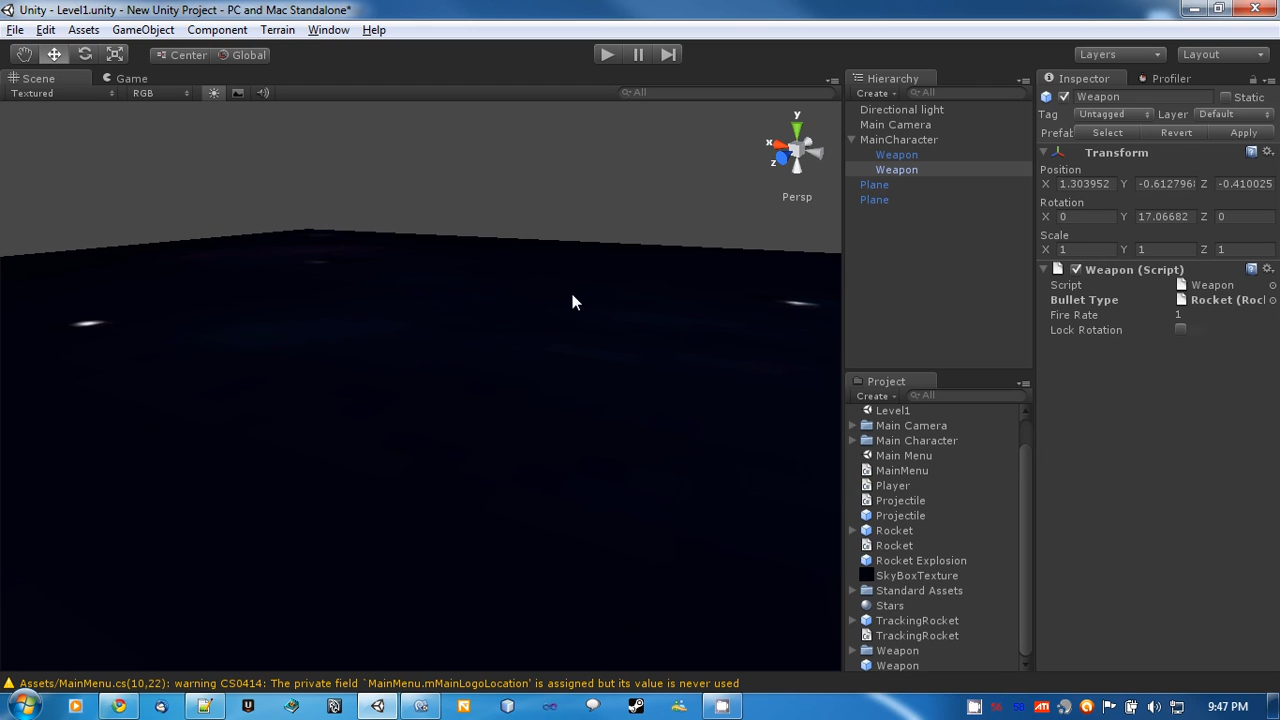 Unity - Level1.unity - New Unity Project - PC and Mac Standalone*
File Edit Assets GameObject Component Terrain Window Help
Center Global Layers Layout
Scene Game
Textured RGB All
y
x
z
Persp
Hierarchy
Create All
Directional light
Main Camera
MainCharacter
Weapon
Weapon
Plane
Plane
Project
Create All
Level1
Main Camera
Main Character
Main Menu
MainMenu
Player
Projectile
Projectile
Rocket
Rocket
Rocket Explosion
SkyBoxTexture
Standard Assets
Stars
TrackingRocket
TrackingRocket
Weapon
Weapon
Inspector Profiler
Weapon Static
Tag Untagged Layer Default
Prefab Select Revert Apply
Transform
Position
X 1.303952 Y -0.612796 Z -0.410025
Rotation
X 0 Y 17.06682 Z 0
Scale
X 1 Y 1 Z 1
Weapon (Script)
Script Weapon
Bullet Type Rocket (Rocl
Fire Rate 1
Lock Rotation
Assets/MainMenu.cs(10,22): warning CS0414: The private field `MainMenu.mMainLogoLocation' is assigned but its value is never used
9:47 PM